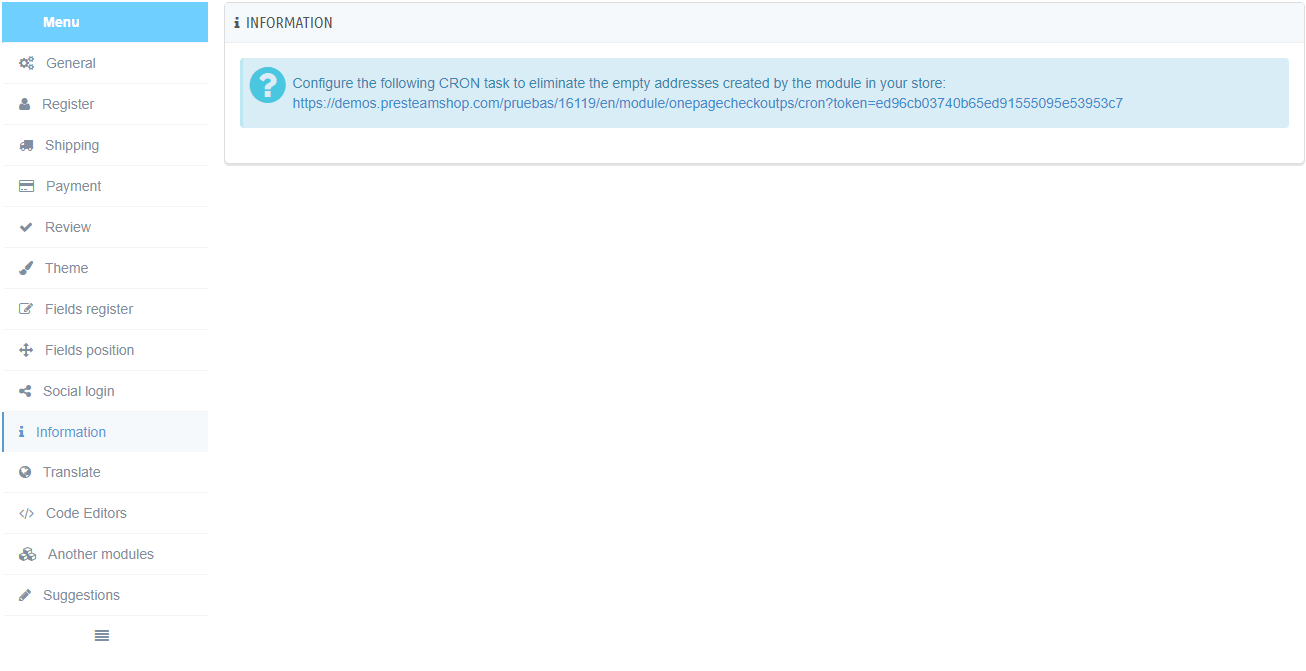 Menu
General
Register
Shipping
Payment
Review
Theme
Fields register
Fields position
Social login
Information
Translate
Code Editors
Another modules
Suggestions
INFORMATION
Configure the following CRON task to eliminate the empty addresses created by the module in your store:
https://demos.presteamshop.com/pruebas/16119/en/module/onepagecheckoutps/cron?token=ed96cb03740b65ed91555095e53953c7